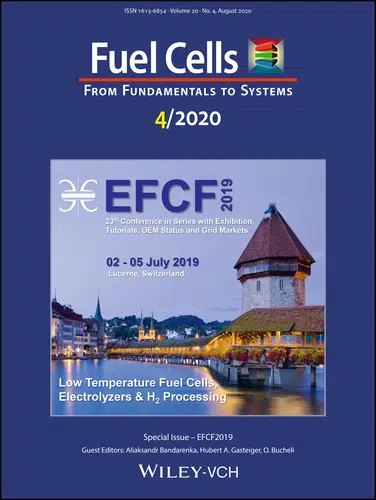 ISSN 1615-6854 · Volume 20 · No. 4, August 2020
Fuel Cells
FROM FUNDAMENTALS TO SYSTEMS
4/2020
EFCF 2019
23th Conference in Series with Exhibition,
Tutorials, OEM Status and Grid Markets
02 - 05 July 2019
Lucerne, Switzerland
Low Temperature Fuel Cells,
Electrolyzers & H2 Processing
Special Issue – EFCF2019
Guest Editors: Aliaksandr Bandarenka, Hubert A. Gasteiger, O. Bucheli
WILEY-VCH